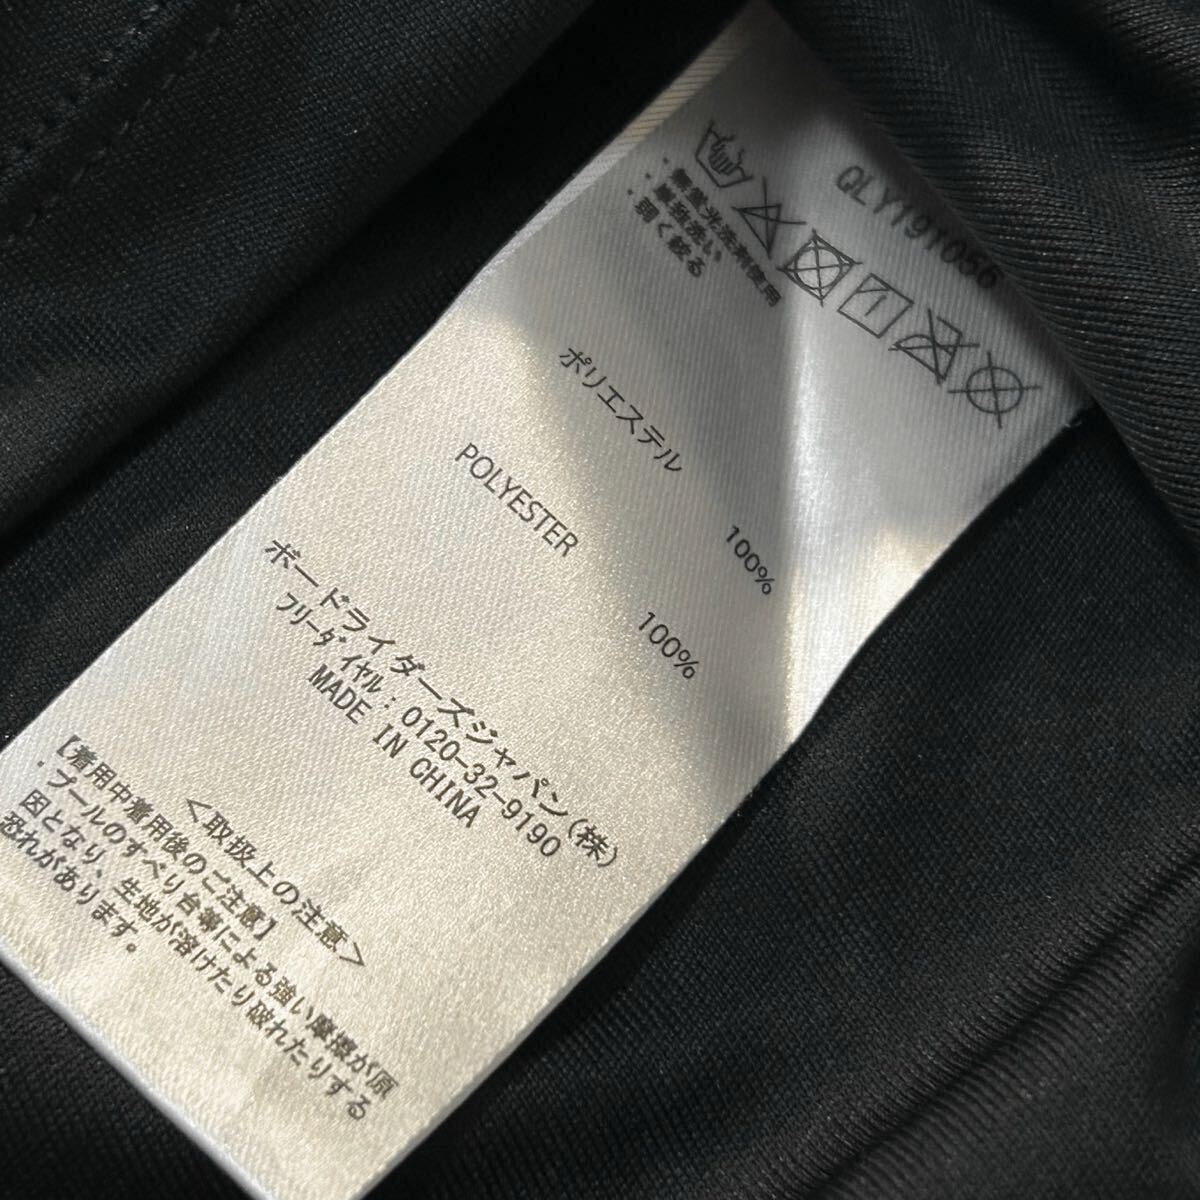 QLY191066
・無蛍光洗剤使用
・単独洗い
・弱く絞る
ポリエステル 100%
POLYESTER 100%
ボードライダーズジャパン(株)
フリーダイヤル:0120-32-9190
MADE IN CHINA
<取扱上の注意>
【着用中着用後のご注意】
・プールのすべり台等による強い摩擦が原
因となり、生地が溶けたり破れたりする
恐れがあります。